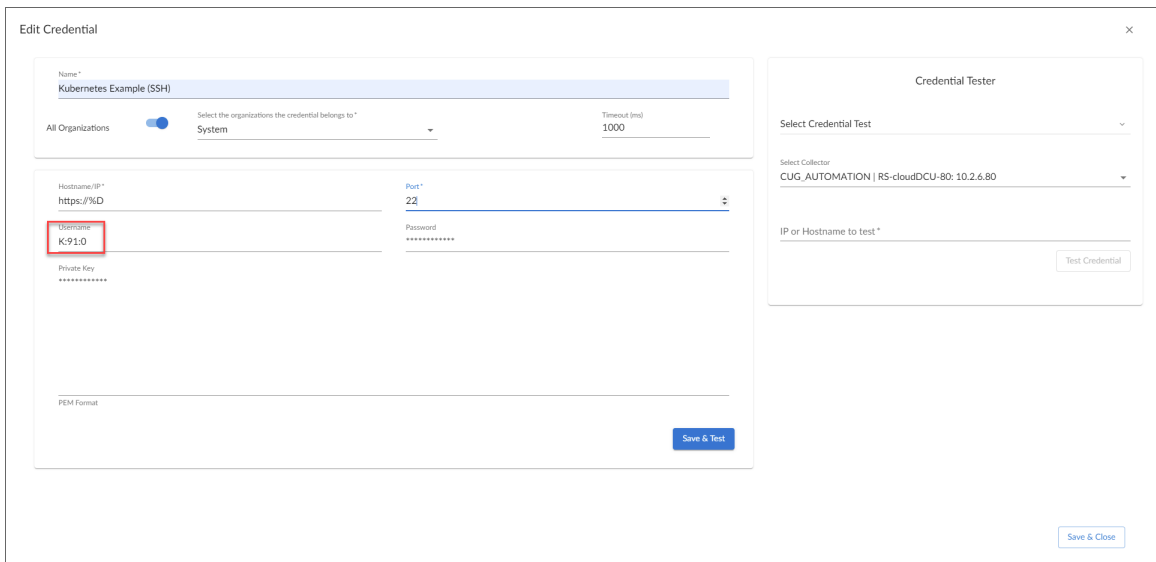 Edit Credential
×
Name*
Kubernetes Example (SSH)
All Organizations
Select the organizations the credential belongs to*
System
Timeout (ms)
1000
Hostname/IP*
https://%D
Port*
22
Username
K:91:0
Password
************
Private Key
************
PEM Format
Save & Test
Credential Tester
Select Credential Test
Select Collector
CUG_AUTOMATION | RS-cloudDCU-80: 10.2.6.80
IP or Hostname to test*
Test Credential
Save & Close